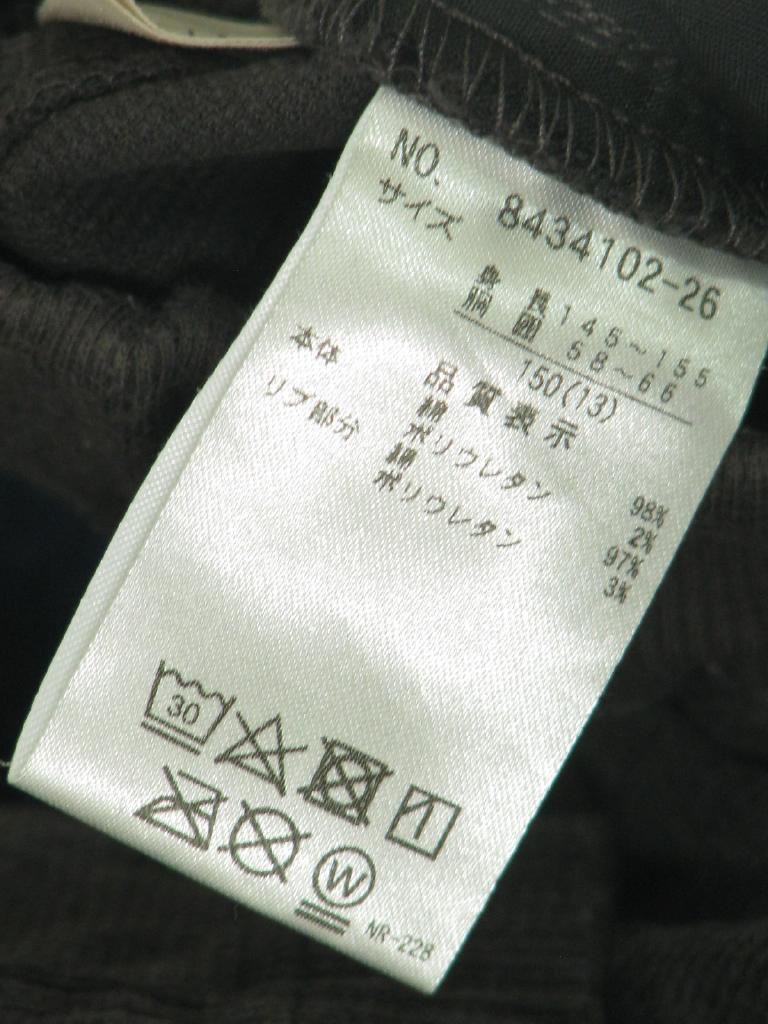 NO. 8434102-26
サイズ
身長 145～155
胸囲 58～66
150(13)
品質表示
本体 綿 98%
ポリウレタン 2%
リブ部分 綿 97%
ポリウレタン 3%
30
W
NR-228